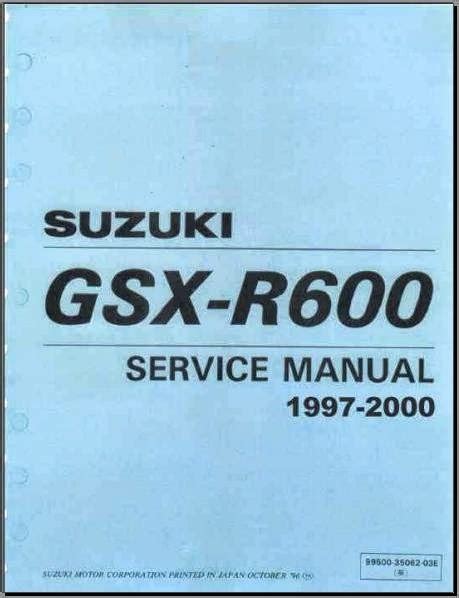 SUZUKI
GSX-R600
SERVICE MANUAL
1997-2000
99500-35062-03E
SUZUKI MOTOR CORPORATION PRINTED IN JAPAN OCTOBER '96